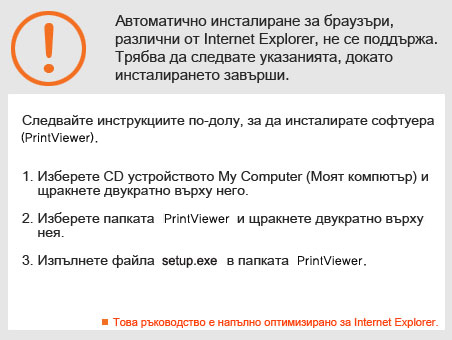 Автоматично инсталиране за браузъри,
различни от Internet Explorer, не се поддържа.
Трябва да следвате указанията, докато
инсталирането завърши.
Следвайте инструкциите по-долу, за да инсталирате софтуера
(PrintViewer).
1. Изберете CD устройството My Computer (Моят компютър) и
щракнете двукратно върху него.
2. Изберете папката PrintViewer и щракнете двукратно върху
нея.
3. Изпълнете файла setup.exe в папката PrintViewer.
Това ръководство е напълно оптимизирано за Internet Explorer.